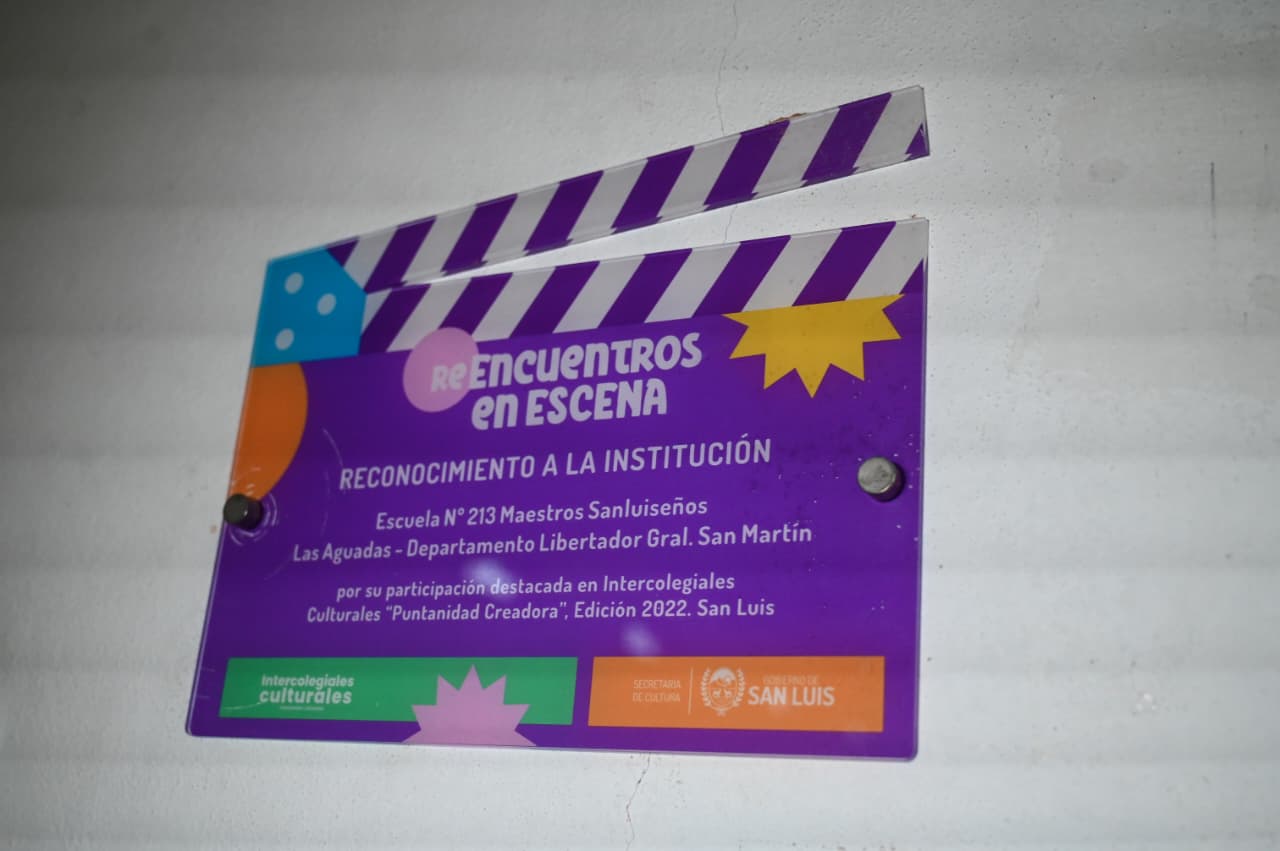 ReEncuentros
en ESCENA
RECONOCIMIENTO A LA INSTITUCIÓN
Escuela N° 213 Maestros Sanluiseños
Las Aguadas - Departamento Libertador Gral. San Martín
por su participación destacada en Intercolegiales
Culturales "Puntanidad Creadora", Edición 2022. San Luis
Intercolegiales
culturales
SECRETARIA
DE CULTURA
GOBIERNO DE
SAN LUIS